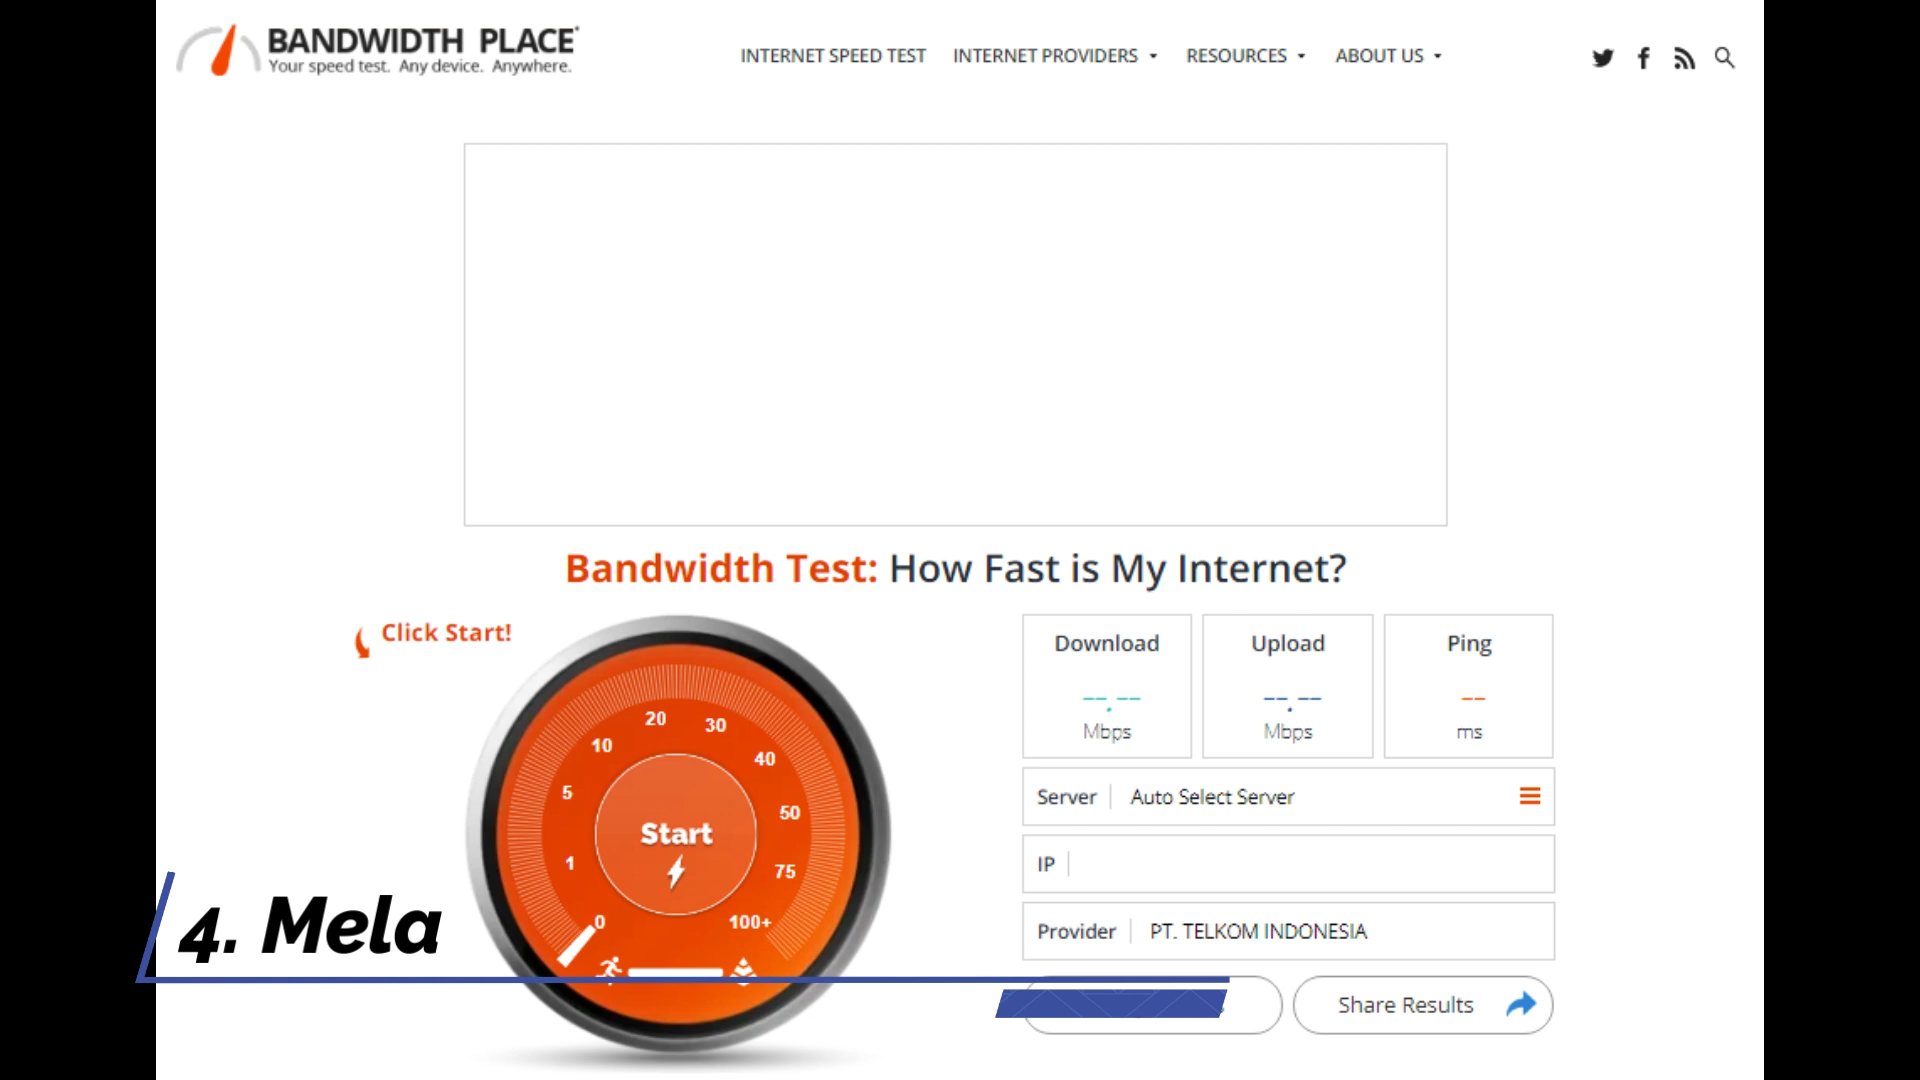 BANDWIDTH PLACE
Your speed test. Any device. Anywhere.
INTERNET SPEED TEST INTERNET PROVIDERS RESOURCES ABOUT US
Bandwidth Test: How Fast is My Internet?
Click Start!
0
1
5
10
20
30
40
50
75
100+
Start
Download Upload Ping
--.-- --.-- --
Mbps Mbps ms
Server Auto Select Server
IP
Provider PT. TELKOM INDONESIA
Share Results
4. Mela